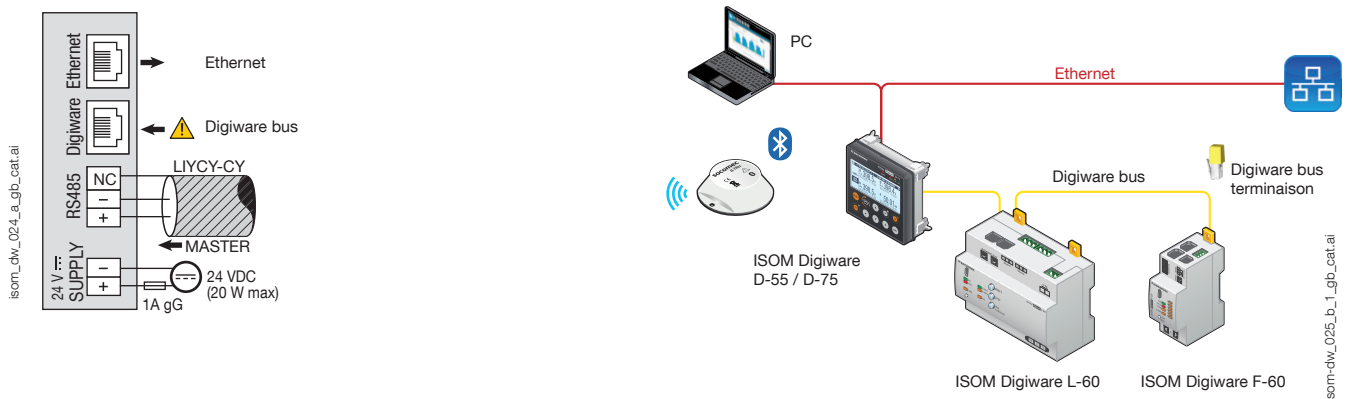 isom_dw_024_a_gb_cat.ai
Ethernet
Ethernet
Digiware
Digiware bus
RS485
NC
–
+
LIYCY-CY
MASTER
24 V
SUPPLY
–
+
1A gG
24 VDC
(20 W max)
PC
Ethernet
socomec
ISOM Digiware
D-55 / D-75
Digiware bus
Digiware bus
terminaison
ISOM Digiware L-60
ISOM Digiware F-60
som-dw_025_b_1_gb_cat.ai